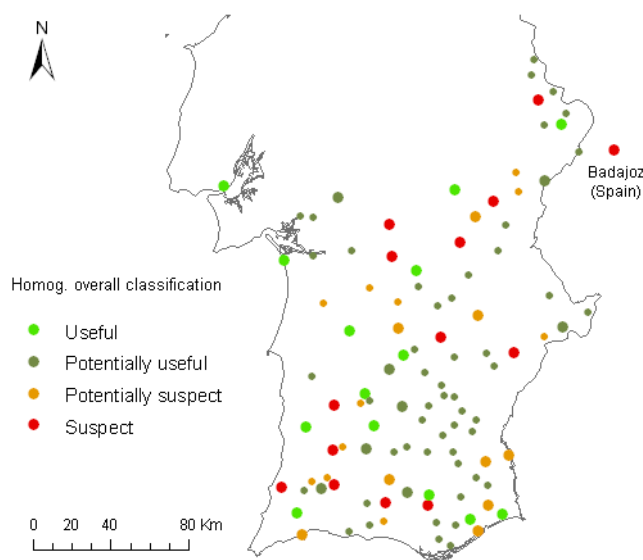 N
Badajoz
(Spain)
Homog. overall classification
Useful
Potentially useful
Potentially suspect
Suspect
0 20 40 80 Km